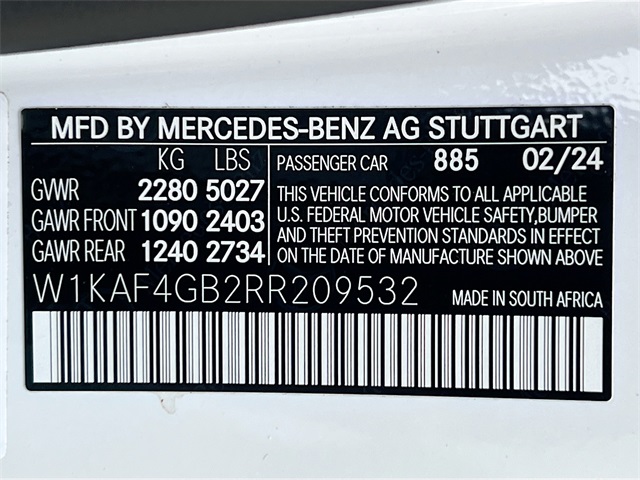 MFD BY MERCEDES-BENZ AG STUTTGART
KG LBS
GVWR 2280 5027
GAWR FRONT 1090 2403
GAWR REAR 1240 2734
PASSENGER CAR 885 02/24
THIS VEHICLE CONFORMS TO ALL APPLICABLE
U.S. FEDERAL MOTOR VEHICLE SAFETY,BUMPER
AND THEFT PREVENTION STANDARDS IN EFFECT
ON THE DATE OF MANUFACTURE SHOWN ABOVE.
W1KAF4GB2RR209532
MADE IN SOUTH AFRICA